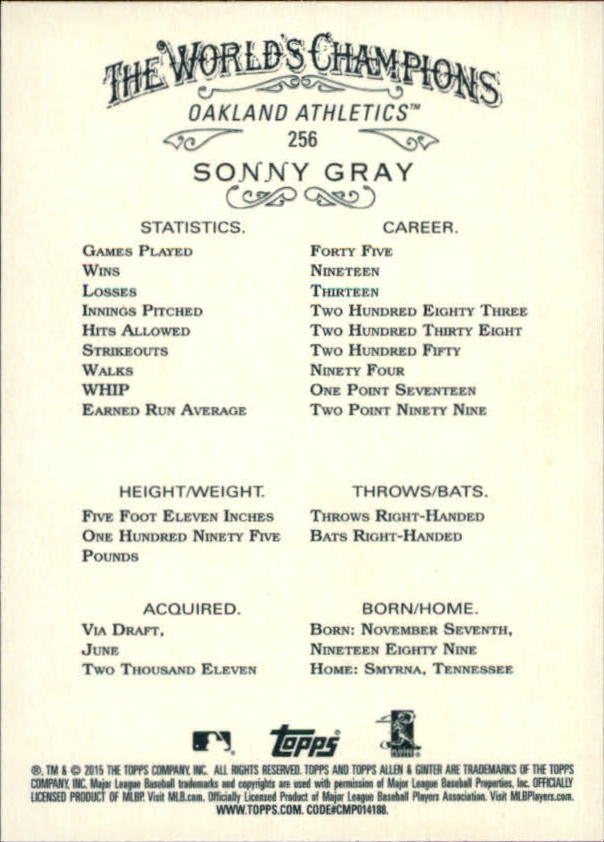 THE WORLD'S CHAMPIONS
OAKLAND ATHLETICS™
256
SONNY GRAY
STATISTICS. CAREER.
GAMES PLAYED FORTY FIVE
WINS NINETEEN
LOSSES THIRTEEN
INNINGS PITCHED TWO HUNDRED EIGHTY THREE
HITS ALLOWED TWO HUNDRED THIRTY EIGHT
STRIKEOUTS TWO HUNDRED FIFTY
WALKS NINETY FOUR
WHIP ONE POINT SEVENTEEN
EARNED RUN AVERAGE TWO POINT NINETY NINE
HEIGHT/WEIGHT. THROWS/BATS.
FIVE FOOT ELEVEN INCHES THROWS RIGHT-HANDED
ONE HUNDRED NINETY FIVE BATS RIGHT-HANDED
POUNDS
ACQUIRED. BORN/HOME.
VIA DRAFT, BORN: NOVEMBER SEVENTH,
JUNE NINETEEN EIGHTY NINE
TWO THOUSAND ELEVEN HOME: SMYRNA, TENNESSEE
topps
®, TM & © 2015 THE TOPPS COMPANY, INC. ALL RIGHTS RESERVED. TOPPS AND TOPPS ALLEN & GINTER ARE TRADEMARKS OF THE TOPPS
COMPANY, INC. Major League Baseball trademarks and copyrights are used with permission of Major League Baseball Properties, Inc. OFFICIALLY
LICENSED PRODUCT OF MLBP. Visit MLB.com. Officially Licensed Product of Major League Baseball Players Association. Visit MLBPlayers.com.
WWW.TOPPS.COM. CODE#CMP014188.